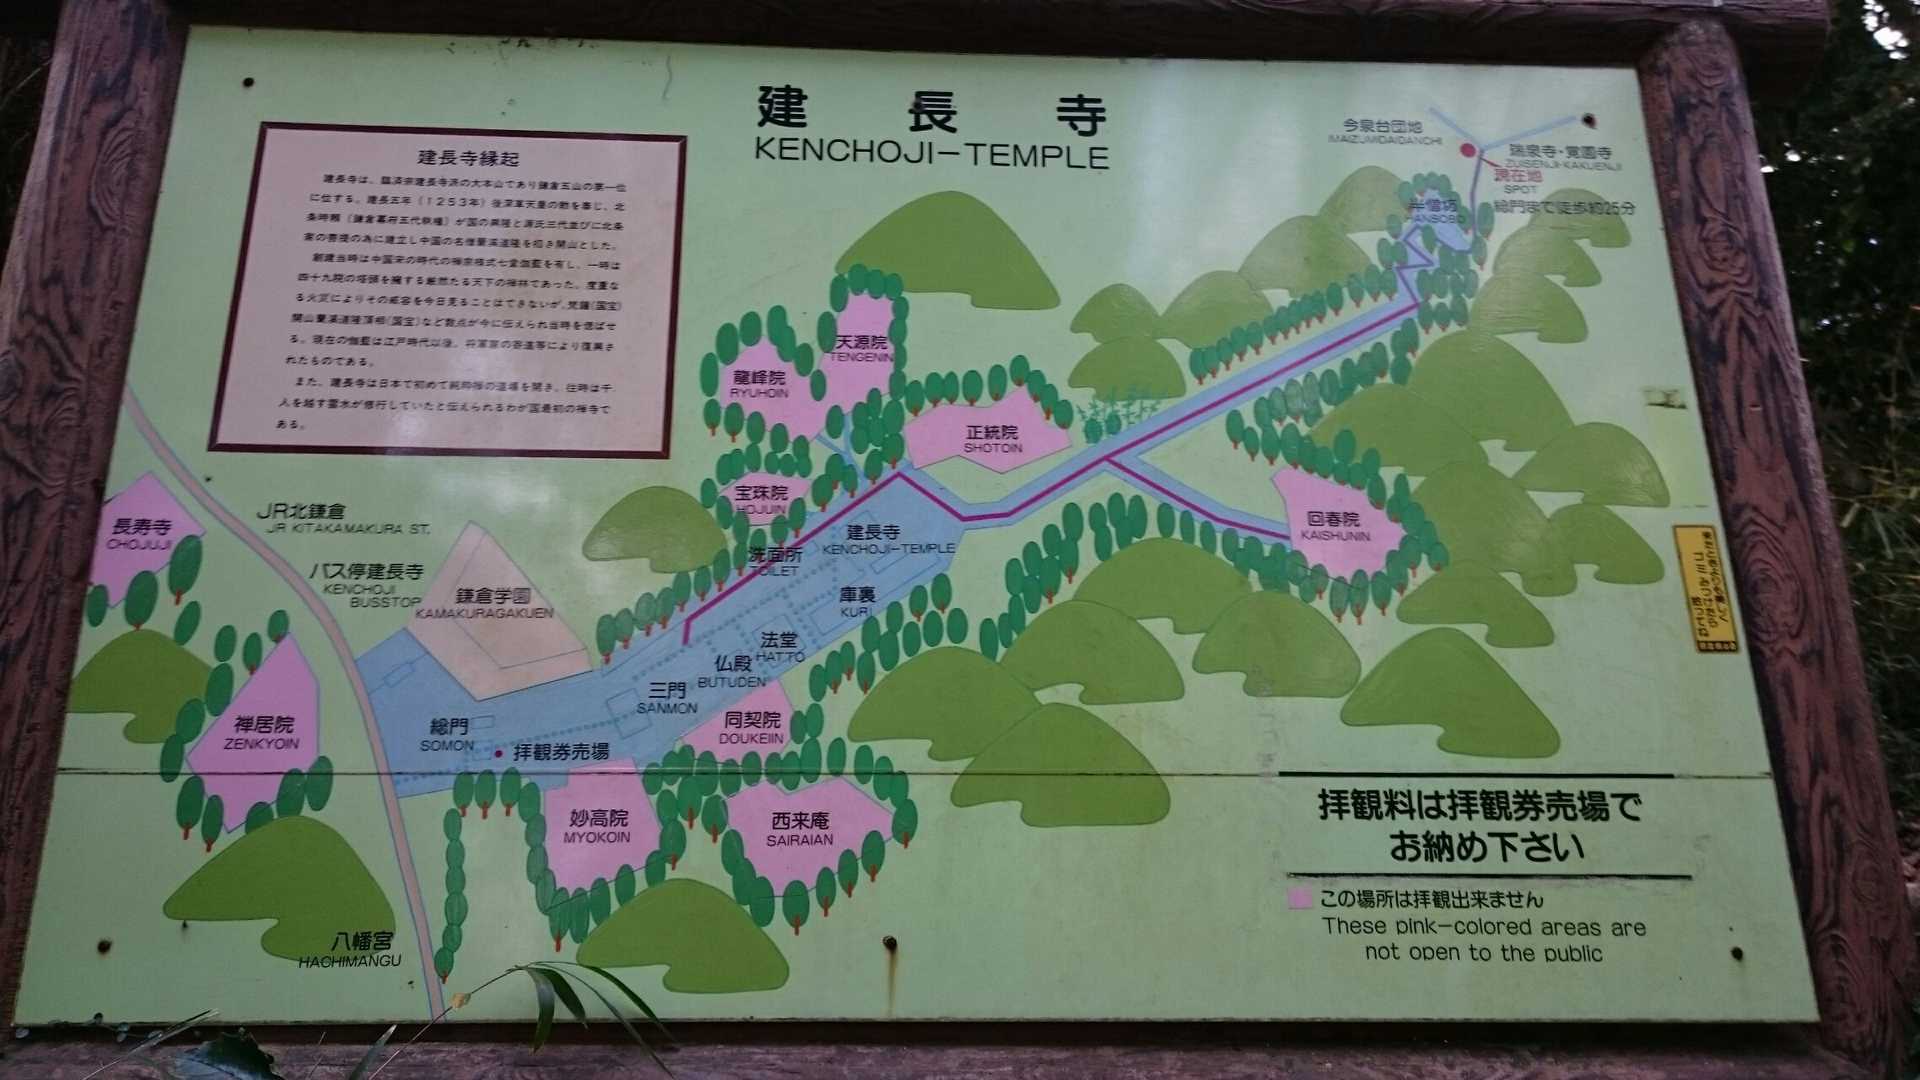 建長寺
KENCHOJI-TEMPLE
建長寺縁起
建長寺は、臨済宗建長寺派の大本山であり鎌倉五山の第一位
に位する。建長五年（1253年）後深草天皇の勅を奉じ、北
条時頼（鎌倉幕府五代執権）が国の興隆と源氏三代並びに北条
家の菩提の為に建立し中国の名僧蘭渓道隆を招き開山とした。
創建当時は中国宋の時代の禅宗様式七堂伽藍を有し、一時は
四十九院の塔頭を擁する厳然たる天下の禅林であった。度重な
る火災によりその威容を今日見ることはできないが、梵鐘(国宝)
開山蘭渓道隆頂相(国宝)など数点が今に伝えられ当時を偲ばせ
る。現在の伽藍は江戸時代以後、将軍家の寄進等により復興さ
れたものである。
また、建長寺は日本で初めて純粋禅の道場を開き、往時は千
人を越す雲水が修行していたと伝えられるわが国最初の禅寺で
ある。
今泉台団地
IMAIZUMIDAIDANCHI
瑞泉寺・覚園寺
ZUISENJI・KAKUENJI
現在地
SPOT
半僧坊
HANSOBO
総門まで徒歩約25分
天源院
TENGENIN
龍峰院
RYUHOIN
正統院
SHOTOIN
宝珠院
HOJUIN
回春院
KAISHUNIN
長寿寺
CHOJUJI
JR北鎌倉
JR KITAKAMAKURA ST.
バス停建長寺
KENCHOJI
BUSSTOP
鎌倉学園
KAMAKURAGAKUEN
洗面所
TOILET
建長寺
KENCHOJI-TEMPLE
庫裏
KURI
法堂
HATTO
仏殿
BUTUDEN
三門
SANMON
同契院
DOUKEIIN
総門
SOMON
拝観券売場
禅居院
ZENKYOIN
妙高院
MYOKOIN
西来庵
SAIRAIAN
八幡宮
HACHIMANGU
拝観料は拝観券売場で
お納め下さい
この場所は拝観出来ません
These pink-colored areas are
not open to the public